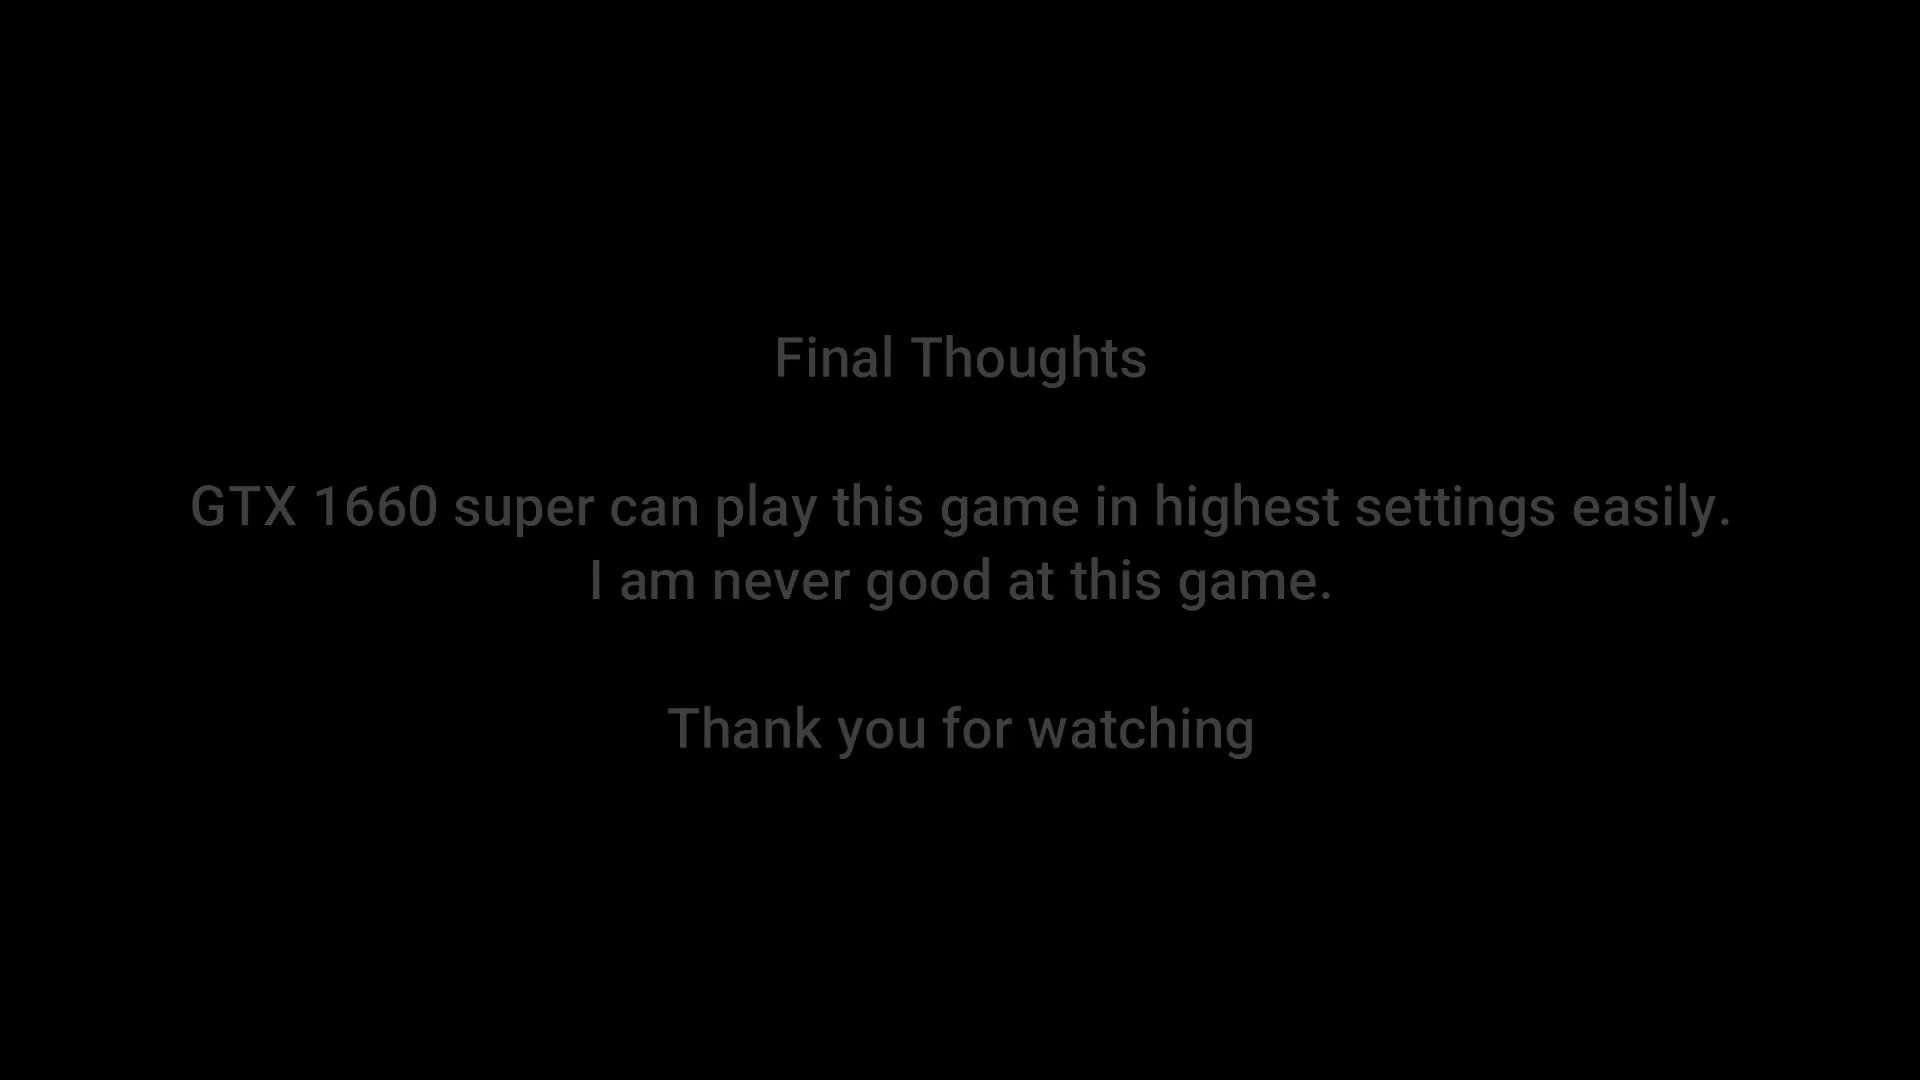 Final Thoughts
GTX 1660 super can play this game in highest settings easily.
I am never good at this game.
Thank you for watching